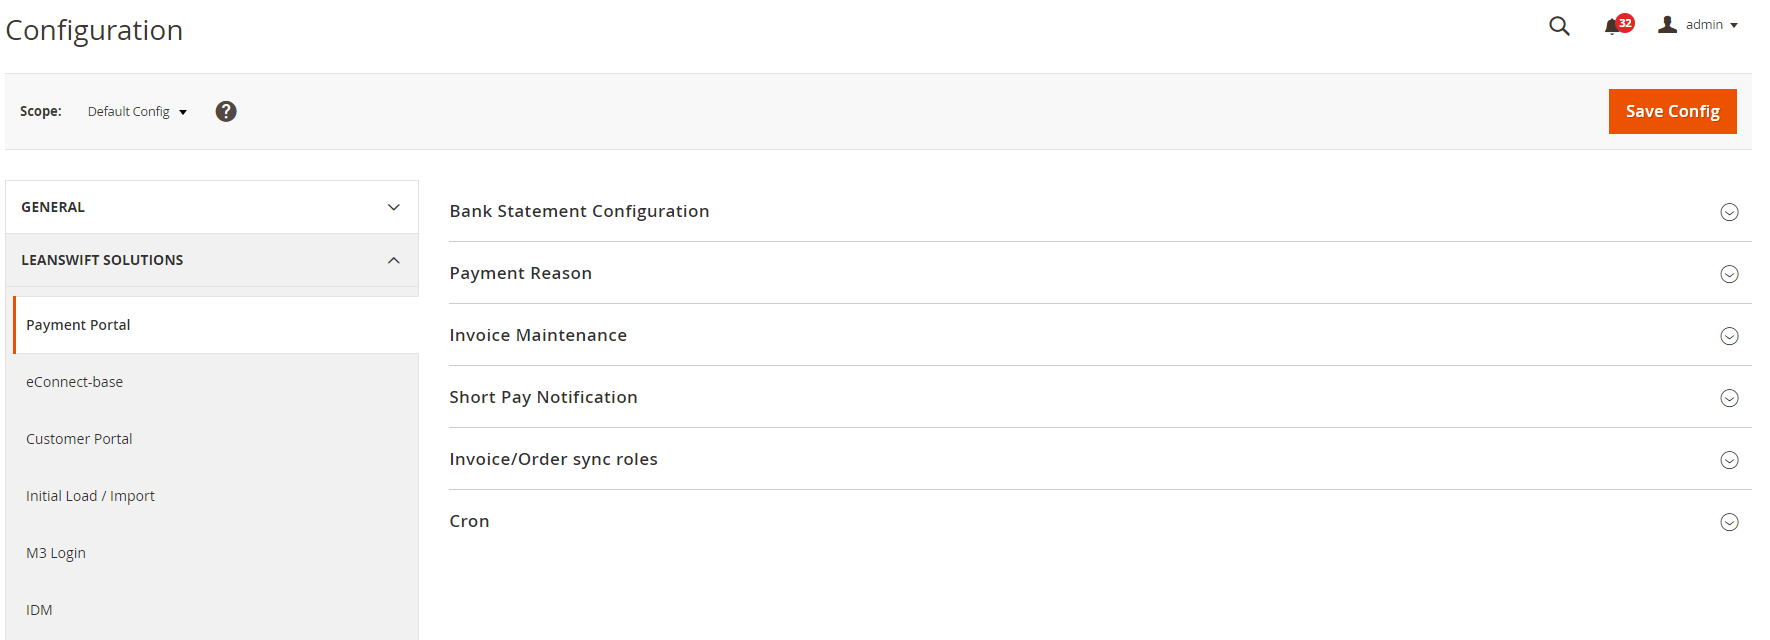 Configuration
32
admin
Scope:
Default Config
?
Save Config
GENERAL
LEANSWIFT SOLUTIONS
Payment Portal
eConnect-base
Customer Portal
Initial Load / Import
M3 Login
IDM
Bank Statement Configuration
Payment Reason
Invoice Maintenance
Short Pay Notification
Invoice/Order sync roles
Cron